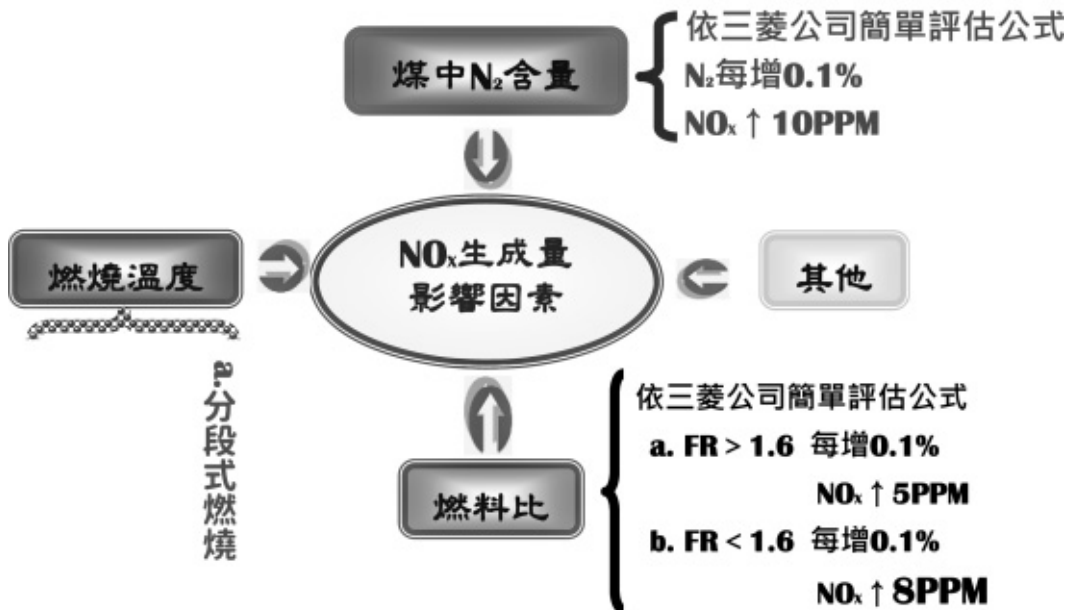 煤中N₂含量
依三菱公司簡單評估公式
N₂每增0.1%
NOₓ ↑ 10PPM
燃燒溫度
NOₓ生成量
影響因素
其他
a.分段式燃燒
燃料比
依三菱公司簡單評估公式
a. FR > 1.6 每增0.1%
NOₓ ↑ 5PPM
b. FR < 1.6 每增0.1%
NOₓ ↑ 8PPM